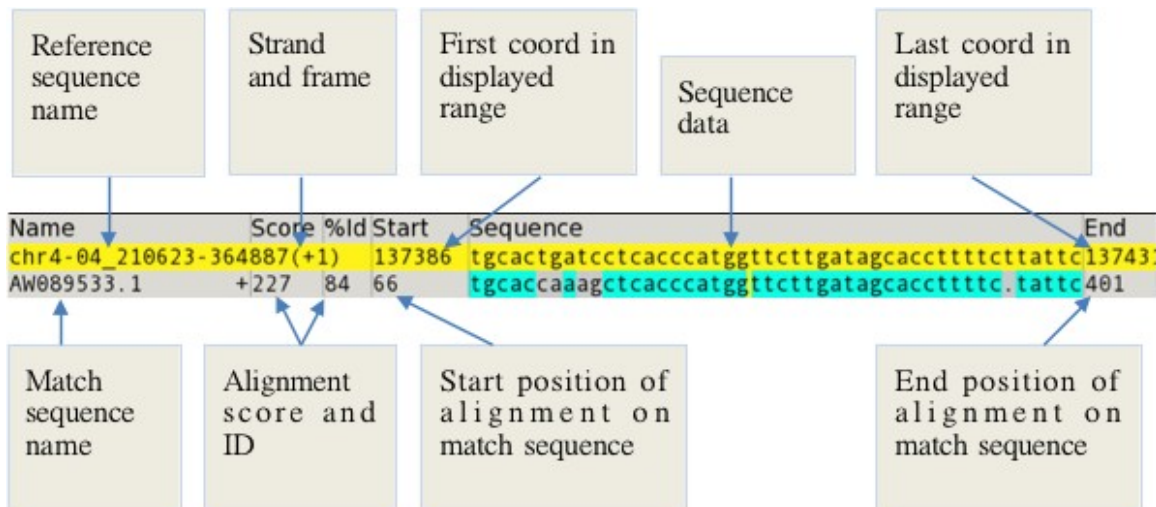 Reference
sequence
name
Strand
and frame
First coord in
displayed
range
Sequence
data
Last coord in
displayed
range
Name Score %Id Start Sequence End
chr4-04_210623-364887(+1) 137386 tgcactgatcctcacccatggttcttgatagcaccttttcttattc 137431
AW089533.1 +227 84 66 tgcaccaaagctcacccatggttcttgatagcaccttttc.tattc 401
Match
sequence
name
Alignment
score and
ID
Start position of
alignment on
match sequence
End position of
alignment on
match sequence